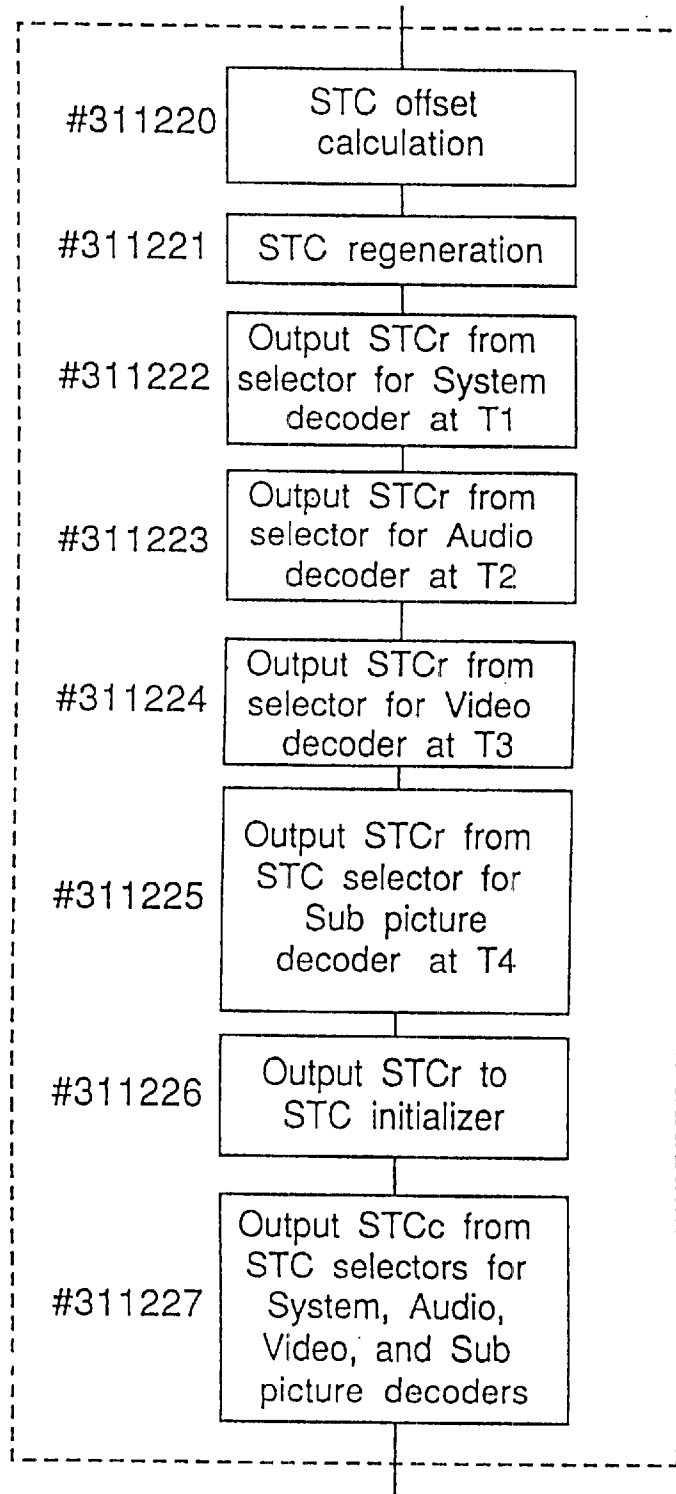 #311220
STC offset
calculation
#311221
STC regeneration
#311222
Output STCr from
selector for System
decoder at T1
#311223
Output STCr from
selector for Audio
decoder at T2
#311224
Output STCr from
selector for Video
decoder at T3
#311225
Output STCr from
STC selector for
Sub picture
decoder at T4
#311226
Output STCr to
STC initializer
#311227
Output STCc from
STC selectors for
System, Audio,
Video, and Sub
picture decoders